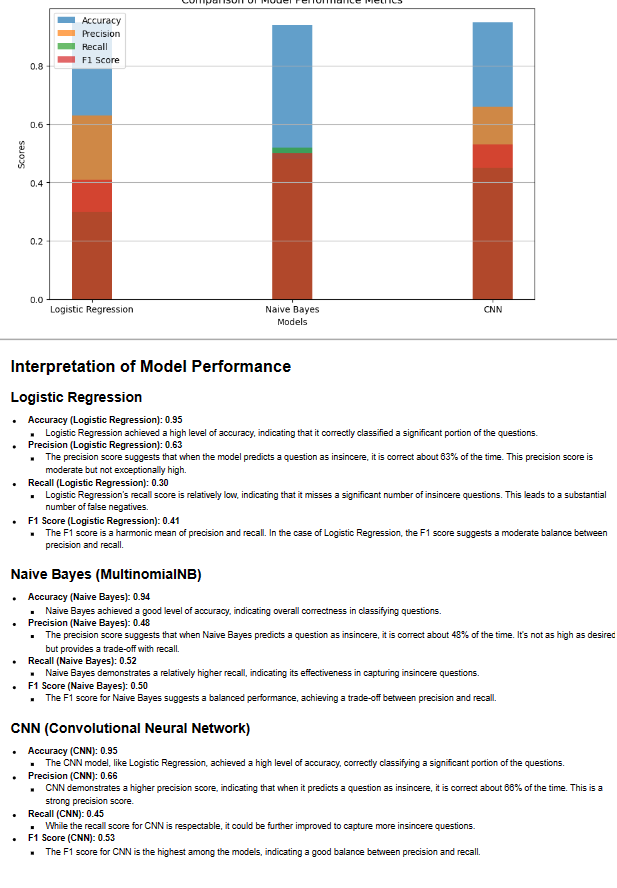 Comparison of Model Performance Metrics
Accuracy
Precision
Recall
F1 Score
0.8
0.6
0.4
0.2
0.0
Scores
Logistic Regression
Naive Bayes
CNN
Models
Interpretation of Model Performance
Logistic Regression
• Accuracy (Logistic Regression): 0.95
▪ Logistic Regression achieved a high level of accuracy, indicating that it correctly classified a significant portion of the questions.
• Precision (Logistic Regression): 0.63
▪ The precision score suggests that when the model predicts a question as insincere, it is correct about 63% of the time. This precision score is
moderate but not exceptionally high.
• Recall (Logistic Regression): 0.30
▪ Logistic Regression's recall score is relatively low, indicating that it misses a significant number of insincere questions. This leads to a substantial
number of false negatives.
• F1 Score (Logistic Regression): 0.41
▪ The F1 score is a harmonic mean of precision and recall. In the case of Logistic Regression, the F1 score suggests a moderate balance between
precision and recall.
Naive Bayes (MultinomialNB)
• Accuracy (Naive Bayes): 0.94
▪ Naive Bayes achieved a good level of accuracy, indicating overall correctness in classifying questions.
• Precision (Naive Bayes): 0.48
▪ The precision score suggests that when Naive Bayes predicts a question as insincere, it is correct about 48% of the time. It's not as high as desired
but provides a trade-off with recall.
• Recall (Naive Bayes): 0.52
▪ Naive Bayes demonstrates a relatively higher recall, indicating its effectiveness in capturing insincere questions.
• F1 Score (Naive Bayes): 0.50
▪ The F1 score for Naive Bayes suggests a balanced performance, achieving a trade-off between precision and recall.
CNN (Convolutional Neural Network)
• Accuracy (CNN): 0.95
▪ The CNN model, like Logistic Regression, achieved a high level of accuracy, correctly classifying a significant portion of the questions.
• Precision (CNN): 0.66
▪ CNN demonstrates a higher precision score, indicating that when it predicts a question as insincere, it is correct about 66% of the time. This is a
strong precision score.
• Recall (CNN): 0.45
▪ While the recall score for CNN is respectable, it could be further improved to capture more insincere questions.
• F1 Score (CNN): 0.53
▪ The F1 score for CNN is the highest among the models, indicating a good balance between precision and recall.